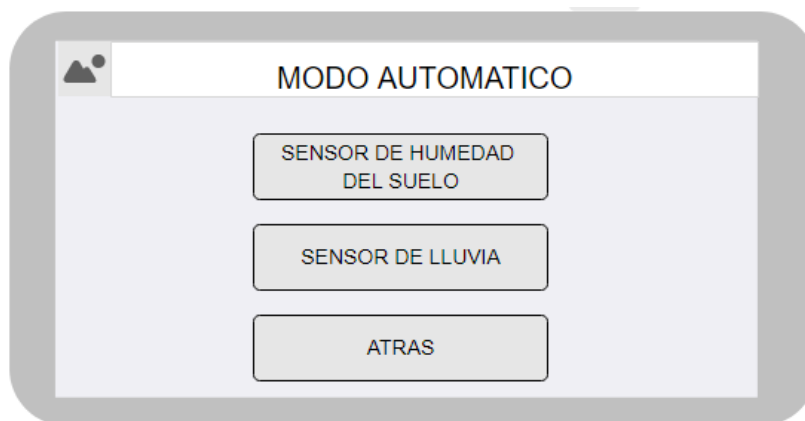 MODO AUTOMATICO
SENSOR DE HUMEDAD
DEL SUELO
SENSOR DE LLUVIA
ATRAS